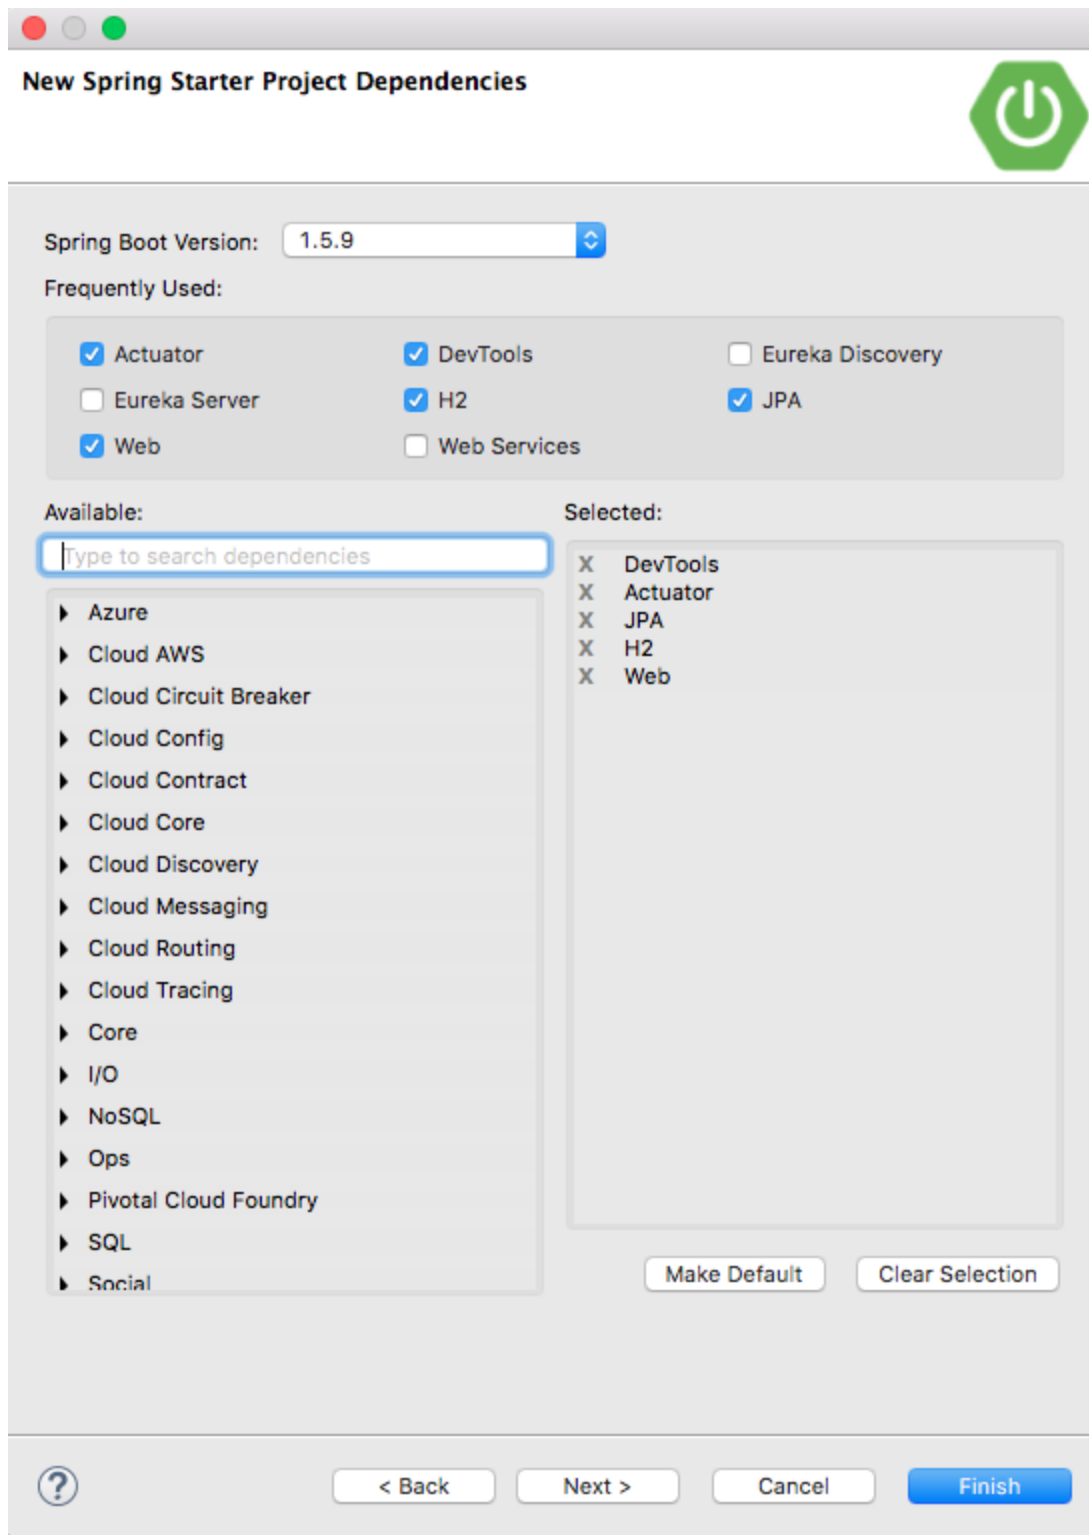 New Spring Starter Project Dependencies
Spring Boot Version: 1.5.9
Frequently Used:
Actuator DevTools Eureka Discovery
Eureka Server H2 JPA
Web Web Services
Available:
Type to search dependencies
Azure
Cloud AWS
Cloud Circuit Breaker
Cloud Config
Cloud Contract
Cloud Core
Cloud Discovery
Cloud Messaging
Cloud Routing
Cloud Tracing
Core
I/O
NoSQL
Ops
Pivotal Cloud Foundry
SQL
Social
Selected:
X DevTools
X Actuator
X JPA
X H2
X Web
Make Default Clear Selection
? < Back Next > Cancel Finish